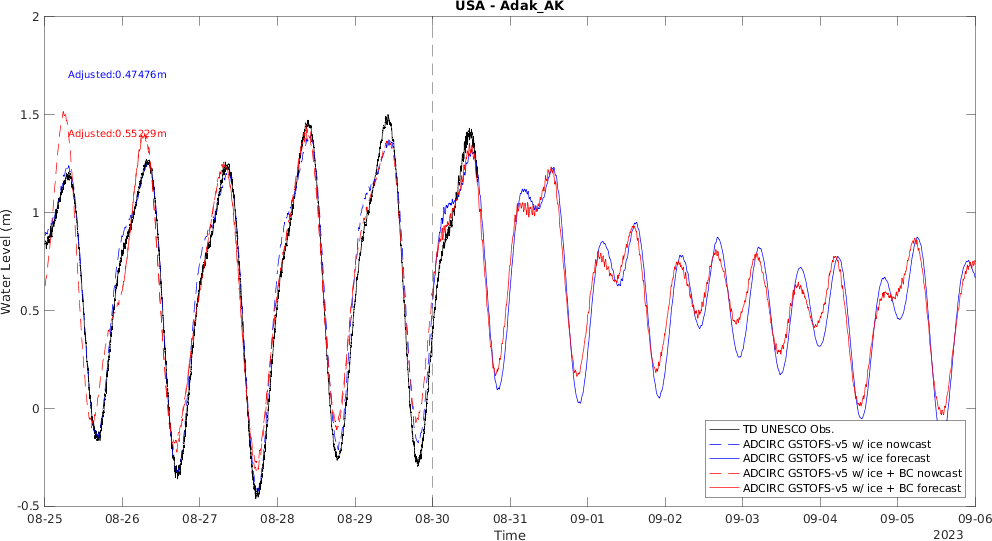 USA - Adak_AK
2
1.5
1
0.5
0
-0.5
Water Level (m)
Adjusted:0.47476m
Adjusted:0.55229m
TD UNESCO Obs.
ADCIRC GSTOFS-v5 w/ ice nowcast
ADCIRC GSTOFS-v5 w/ ice forecast
ADCIRC GSTOFS-v5 w/ ice + BC nowcast
ADCIRC GSTOFS-v5 w/ ice + BC forecast
08-25 08-26 08-27 08-28 08-29 08-30 08-31 09-01 09-02 09-03 09-04 09-05 09-06
Time
2023